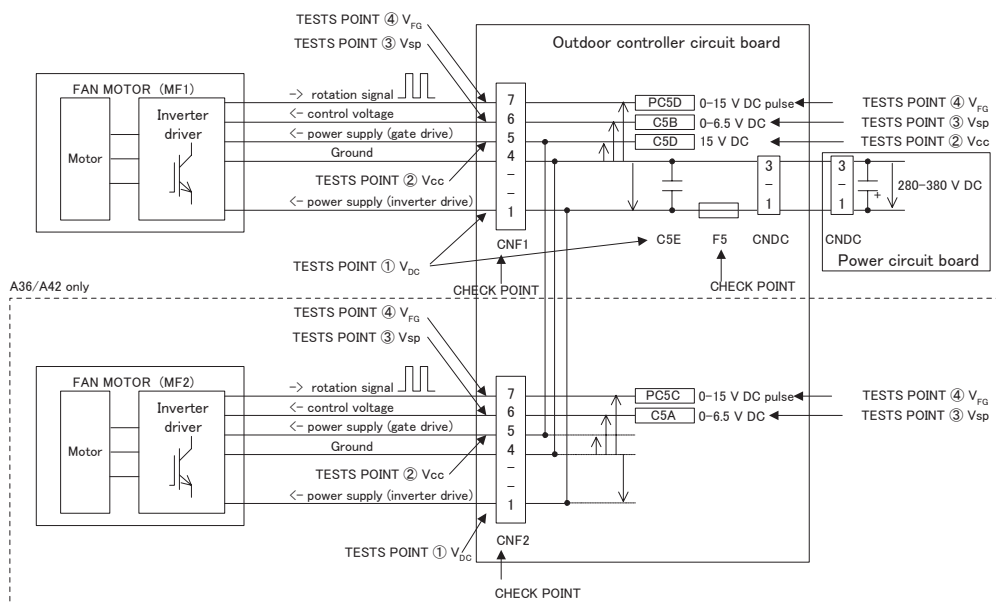 TESTS POINT ④ VFG
TESTS POINT ③ Vsp
Outdoor controller circuit board
FAN MOTOR (MF1)
Motor
Inverter
driver
-> rotation signal
<- control voltage
<- power supply (gate drive)
Ground
TESTS POINT ② Vcc
<- power supply (inverter drive)
7
6
5
4
-
-
1
PC5D 0-15 V DC pulse
C5B 0-6.5 V DC
C5D 15 V DC
TESTS POINT ④ VFG
TESTS POINT ③ Vsp
TESTS POINT ② Vcc
3
-
1
3
-
1
+
280-380 V DC
CNF1
C5E
F5
CNDC
CNDC
Power circuit board
TESTS POINT ① VDC
CHECK POINT
CHECK POINT
A36/A42 only
TESTS POINT ④ VFG
TESTS POINT ③ Vsp
FAN MOTOR (MF2)
Motor
Inverter
driver
-> rotation signal
<- control voltage
<- power supply (gate drive)
Ground
TESTS POINT ② Vcc
<- power supply (inverter drive)
7
6
5
4
-
-
1
PC5C 0-15 V DC pulse
C5A 0-6.5 V DC
TESTS POINT ④ VFG
TESTS POINT ③ Vsp
CNF2
TESTS POINT ① VDC
CHECK POINT